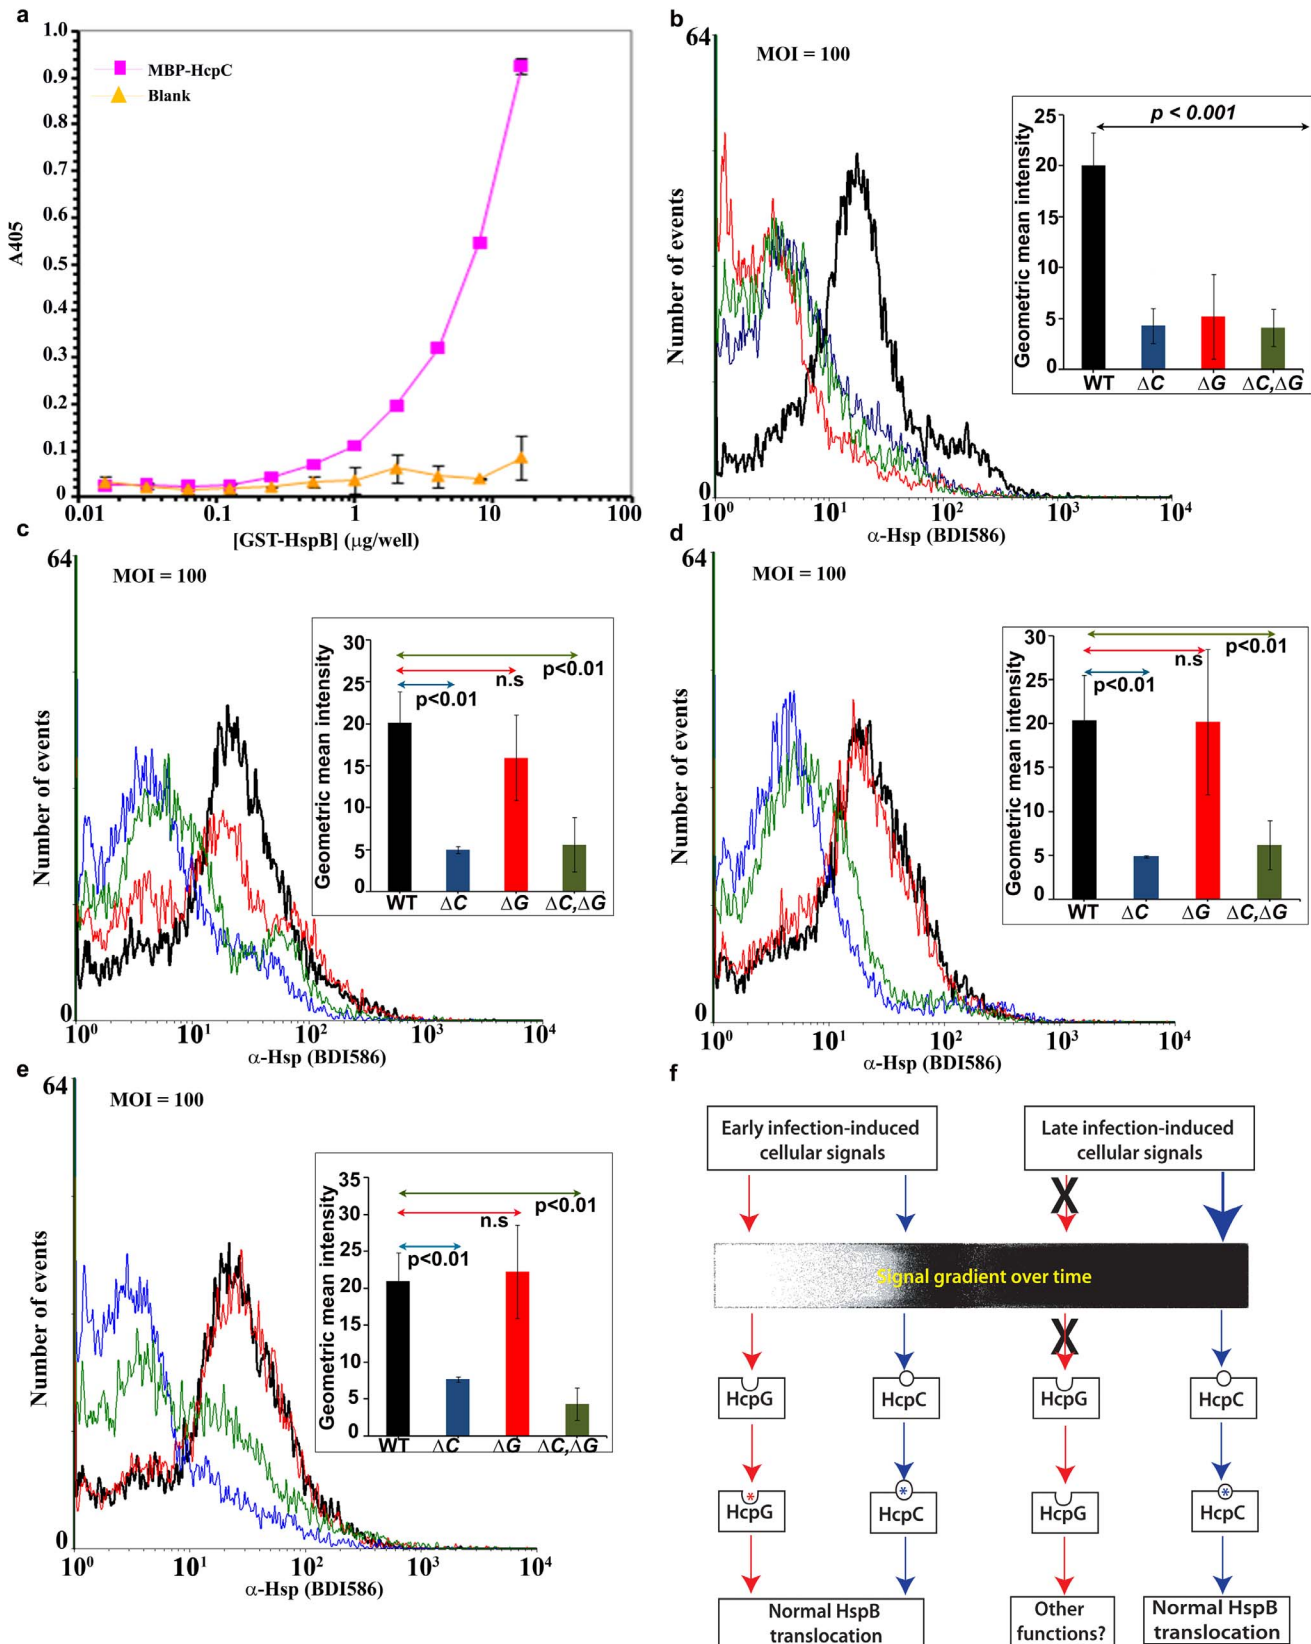 a
1.0
0.9
0.8
0.7
0.6
0.5
0.4
0.3
0.2
0.1
0
A405
MBP-HcpC
Blank
0.01 0.1 1 10 100
[GST-HspB] (μg/well)
b
64
MOI = 100
Number of events
0
10⁰ 10¹ 10² 10³ 10⁴
α-Hsp (BDI586)
Geometric mean intensity
25
20
15
10
5
0
p < 0.001
WT ΔC ΔG ΔC,ΔG
c
64
MOI = 100
Number of events
0
10⁰ 10¹ 10² 10³ 10⁴
α-Hsp (BDI586)
Geometric mean intensity
30
25
20
15
10
5
0
p<0.01
n.s
p<0.01
WT ΔC ΔG ΔC,ΔG
d
64
MOI = 100
Number of events
0
10⁰ 10¹ 10² 10³ 10⁴
α-Hsp (BDI586)
Geometric mean intensity
30
25
20
15
10
5
0
p<0.01
n.s
p<0.01
WT ΔC ΔG ΔC,ΔG
e
64
MOI = 100
Number of events
0
10⁰ 10¹ 10² 10³ 10⁴
α-Hsp (BDI586)
Geometric mean intensity
35
30
25
20
15
10
5
0
p<0.01
n.s
p<0.01
WT ΔC ΔG ΔC,ΔG
f
Early infection-induced
cellular signals
Late infection-induced
cellular signals
X
Signal gradient over time
X
HcpG HcpC HcpG HcpC
* * *
HcpG HcpC HcpG HcpC
Normal HspB
translocation
Other
functions?
Normal HspB
translocation